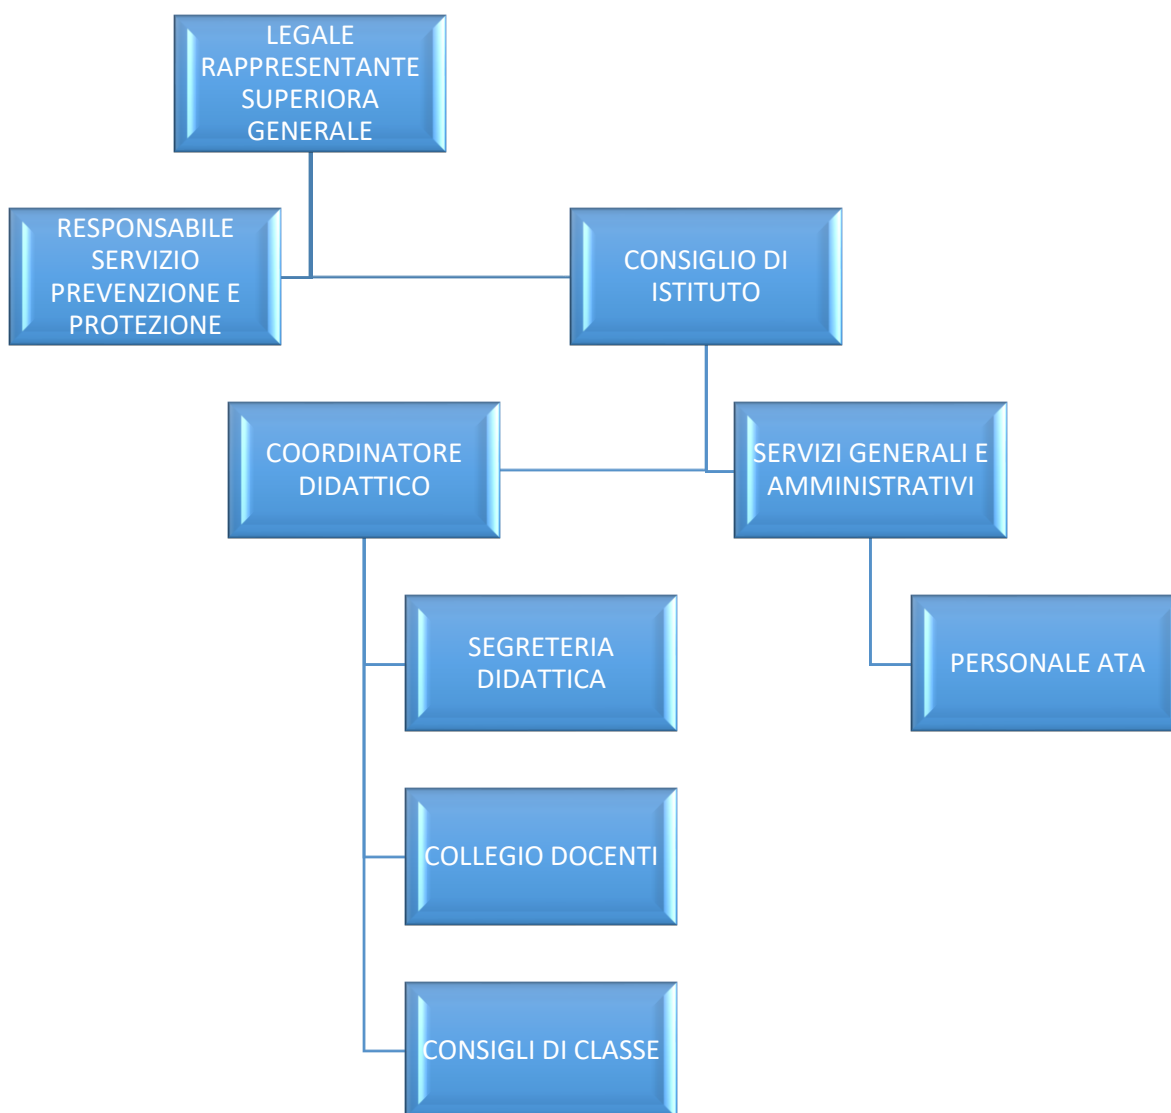 LEGALE
RAPPRESENTANTE
SUPERIORA
GENERALE
RESPONSABILE
SERVIZIO
PREVENZIONE E
PROTEZIONE
CONSIGLIO DI
ISTITUTO
COORDINATORE
DIDATTICO
SERVIZI GENERALI E
AMMINISTRATIVI
SEGRETERIA
DIDATTICA
PERSONALE ATA
COLLEGIO DOCENTI
CONSIGLI DI CLASSE